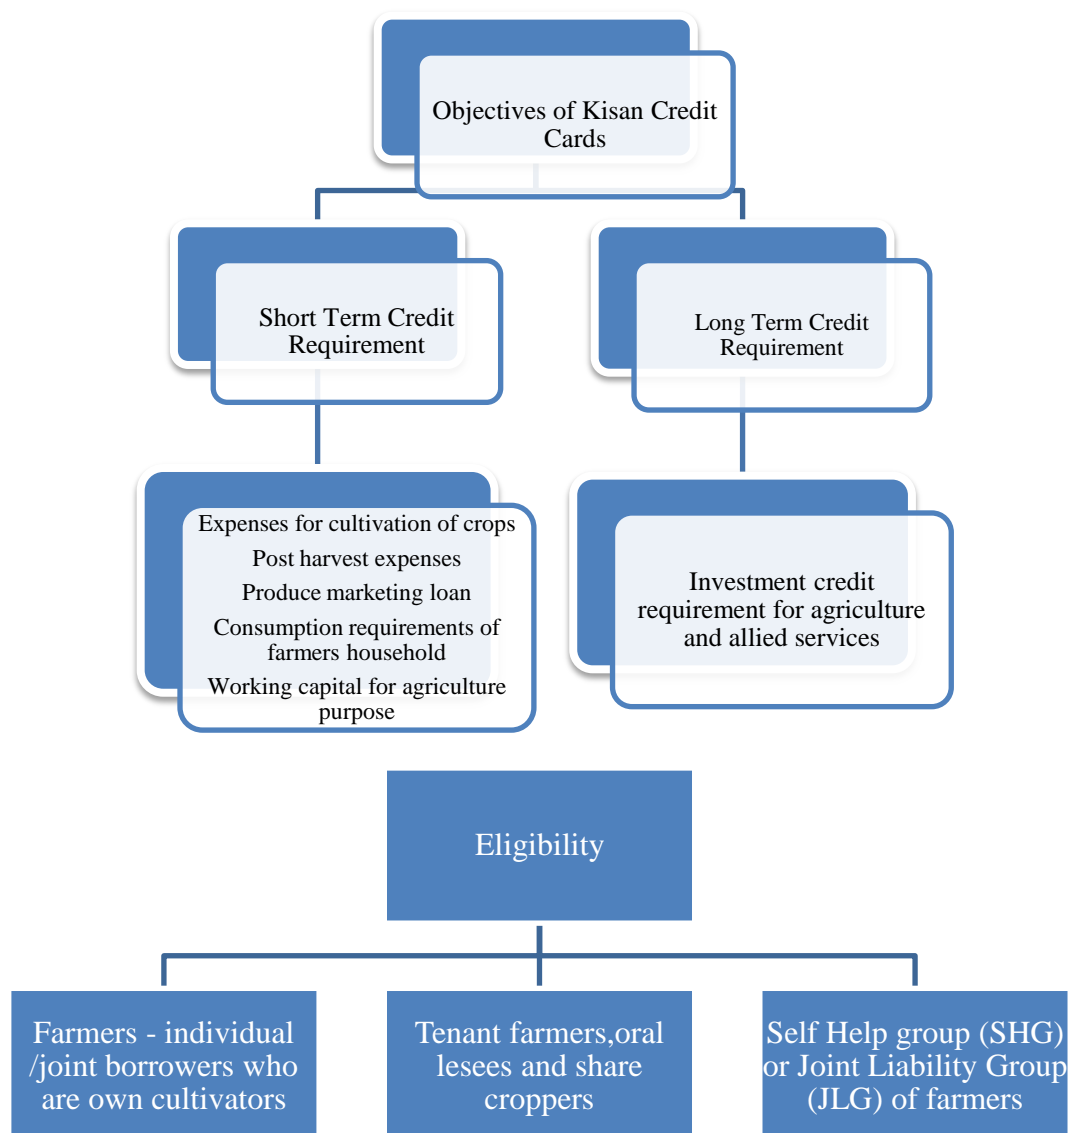 Objectives of Kisan Credit
Cards
Short Term Credit
Requirement
Long Term Credit
Requirement
Expenses for cultivation of crops
Post harvest expenses
Produce marketing loan
Consumption requirements of
farmers household
Working capital for agriculture
purpose
Investment credit
requirement for agriculture
and allied services
Eligibility
Farmers - individual
/joint borrowers who
are own cultivators
Tenant farmers,oral
lesees and share
croppers
Self Help group (SHG)
or Joint Liability Group
(JLG) of farmers